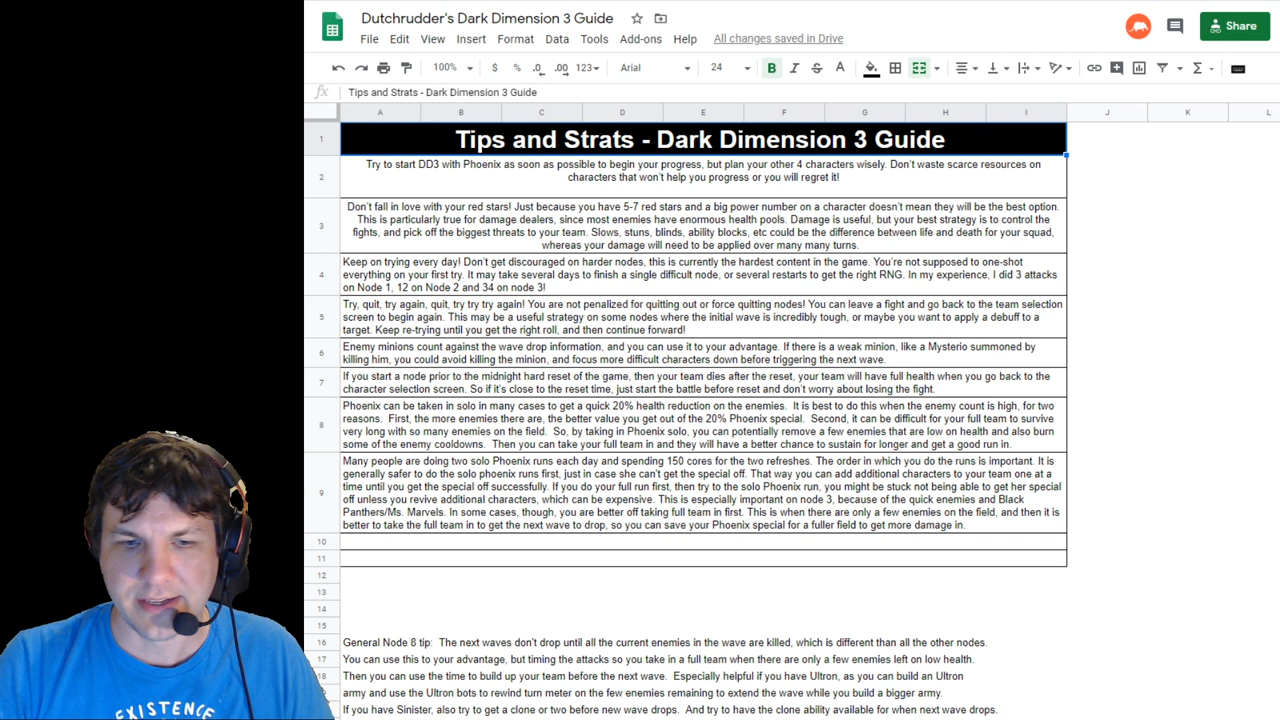 Dutchrudder's Dark Dimension 3 Guide
File Edit View Insert Format Data Tools Add-ons Help All changes saved in Drive
Share
100% $ % .0 .00 123 Arial 24 B I S A
fx Tips and Strats - Dark Dimension 3 Guide
A B C D E F G H I J K L
1 Tips and Strats - Dark Dimension 3 Guide
Try to start DD3 with Phoenix as soon as possible to begin your progress, but plan your other 4 characters wisely. Don't waste scarce resources on
2 characters that won't help you progress or you will regret it!
Don't fall in love with your red stars! Just because you have 5-7 red stars and a big power number on a character doesn't mean they will be the best option.
This is particularly true for damage dealers, since most enemies have enormous health pools. Damage is useful, but your best strategy is to control the
3 fights, and pick off the biggest threats to your team. Slows, stuns, blinds, ability blocks, etc could be the difference between life and death for your squad,
whereas your damage will need to be applied over many many turns.
Keep on trying every day! Don't get discouraged on harder nodes, this is currently the hardest content in the game. You're not supposed to one-shot
4 everything on your first try. It may take several days to finish a single difficult node, or several restarts to get the right RNG. In my experience, I did 3 attacks
on Node 1, 12 on Node 2 and 34 on node 3!
Try, quit, try again, quit, try try try again! You are not penalized for quitting out or force quitting nodes! You can leave a fight and go back to the team selection
5 screen to begin again. This may be a useful strategy on some nodes where the initial wave is incredibly tough, or maybe you want to apply a debuff to a
target. Keep re-trying until you get the right roll, and then continue forward!
Enemy minions count against the wave drop information, and you can use it to your advantage. If there is a weak minion, like a Mysterio summoned by
6 killing him, you could avoid killing the minion, and focus more difficult characters down before triggering the next wave.
If you start a node prior to the midnight hard reset of the game, then your team dies after the reset, your team will have full health when you go back to the
7 character selection screen. So if it's close to the reset time, just start the battle before reset and don't worry about losing the fight.
Phoenix can be taken in solo in many cases to get a quick 20% health reduction on the enemies. It is best to do this when the enemy count is high, for two
reasons. First, the more enemies there are, the better value you get out of the 20% Phoenix special. Second, it can be difficult for your full team to survive
8 very long with so many enemies on the field. So, by taking in Phoenix solo, you can potentially remove a few enemies that are low on health and also burn
some of the enemy cooldowns. Then you can take your full team in and they will have a better chance to sustain for longer and get a good run in.
Many people are doing two solo Phoenix runs each day and spending 150 cores for the two refreshes. The order in which you do the runs is important. It is
generally safer to do the solo phoenix runs first, just in case she can't get the special off. That way you can add additional characters to your team one at a
time until you get the special off successfully. If you do your full run first, then try to the solo Phoenix run, you might be stuck not being able to get her special
9 off unless you revive additional characters, which can be expensive. This is especially important on node 3, because of the quick enemies and Black
Panthers/Ms. Marvels. In some cases, though, you are better off taking full team in first. This is when there are only a few enemies on the field, and then it is
better to take the full team in to get the next wave to drop, so you can save your Phoenix special for a fuller field to get more damage in.
10
11
12
13
14
15
16 General Node 8 tip: The next waves don't drop until all the current enemies in the wave are killed, which is different than all the other nodes.
17 You can use this to your advantage, but timing the attacks so you take in a full team when there are only a few enemies left on low health.
18 Then you can use the time to build up your team before the next wave. Especially helpful if you have Ultron, as you can build an Ultron
army and use the Ultron bots to rewind turn meter on the few enemies remaining to extend the wave while you build a bigger army.
If you have Sinister, also try to get a clone or two before new wave drops. And try to have the clone ability available for when next wave drops.
EXISTENCE